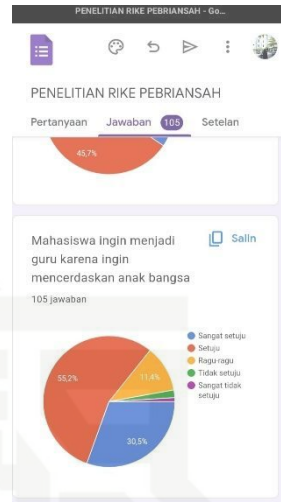 PENELITIAN RIKE PEBRIANSAH - Go...
PENELITIAN RIKE PEBRIANSAH
Pertanyaan Jawaban 105 Setelan
45,7%
Mahasiswa ingin menjadi
guru karena ingin
mencerdaskan anak bangsa
Salin
105 jawaban
Sangat setuju
Setuju
Ragu-ragu
Tidak setuju
Sangat tidak
setuju
55,2%
11,4%
30,5%